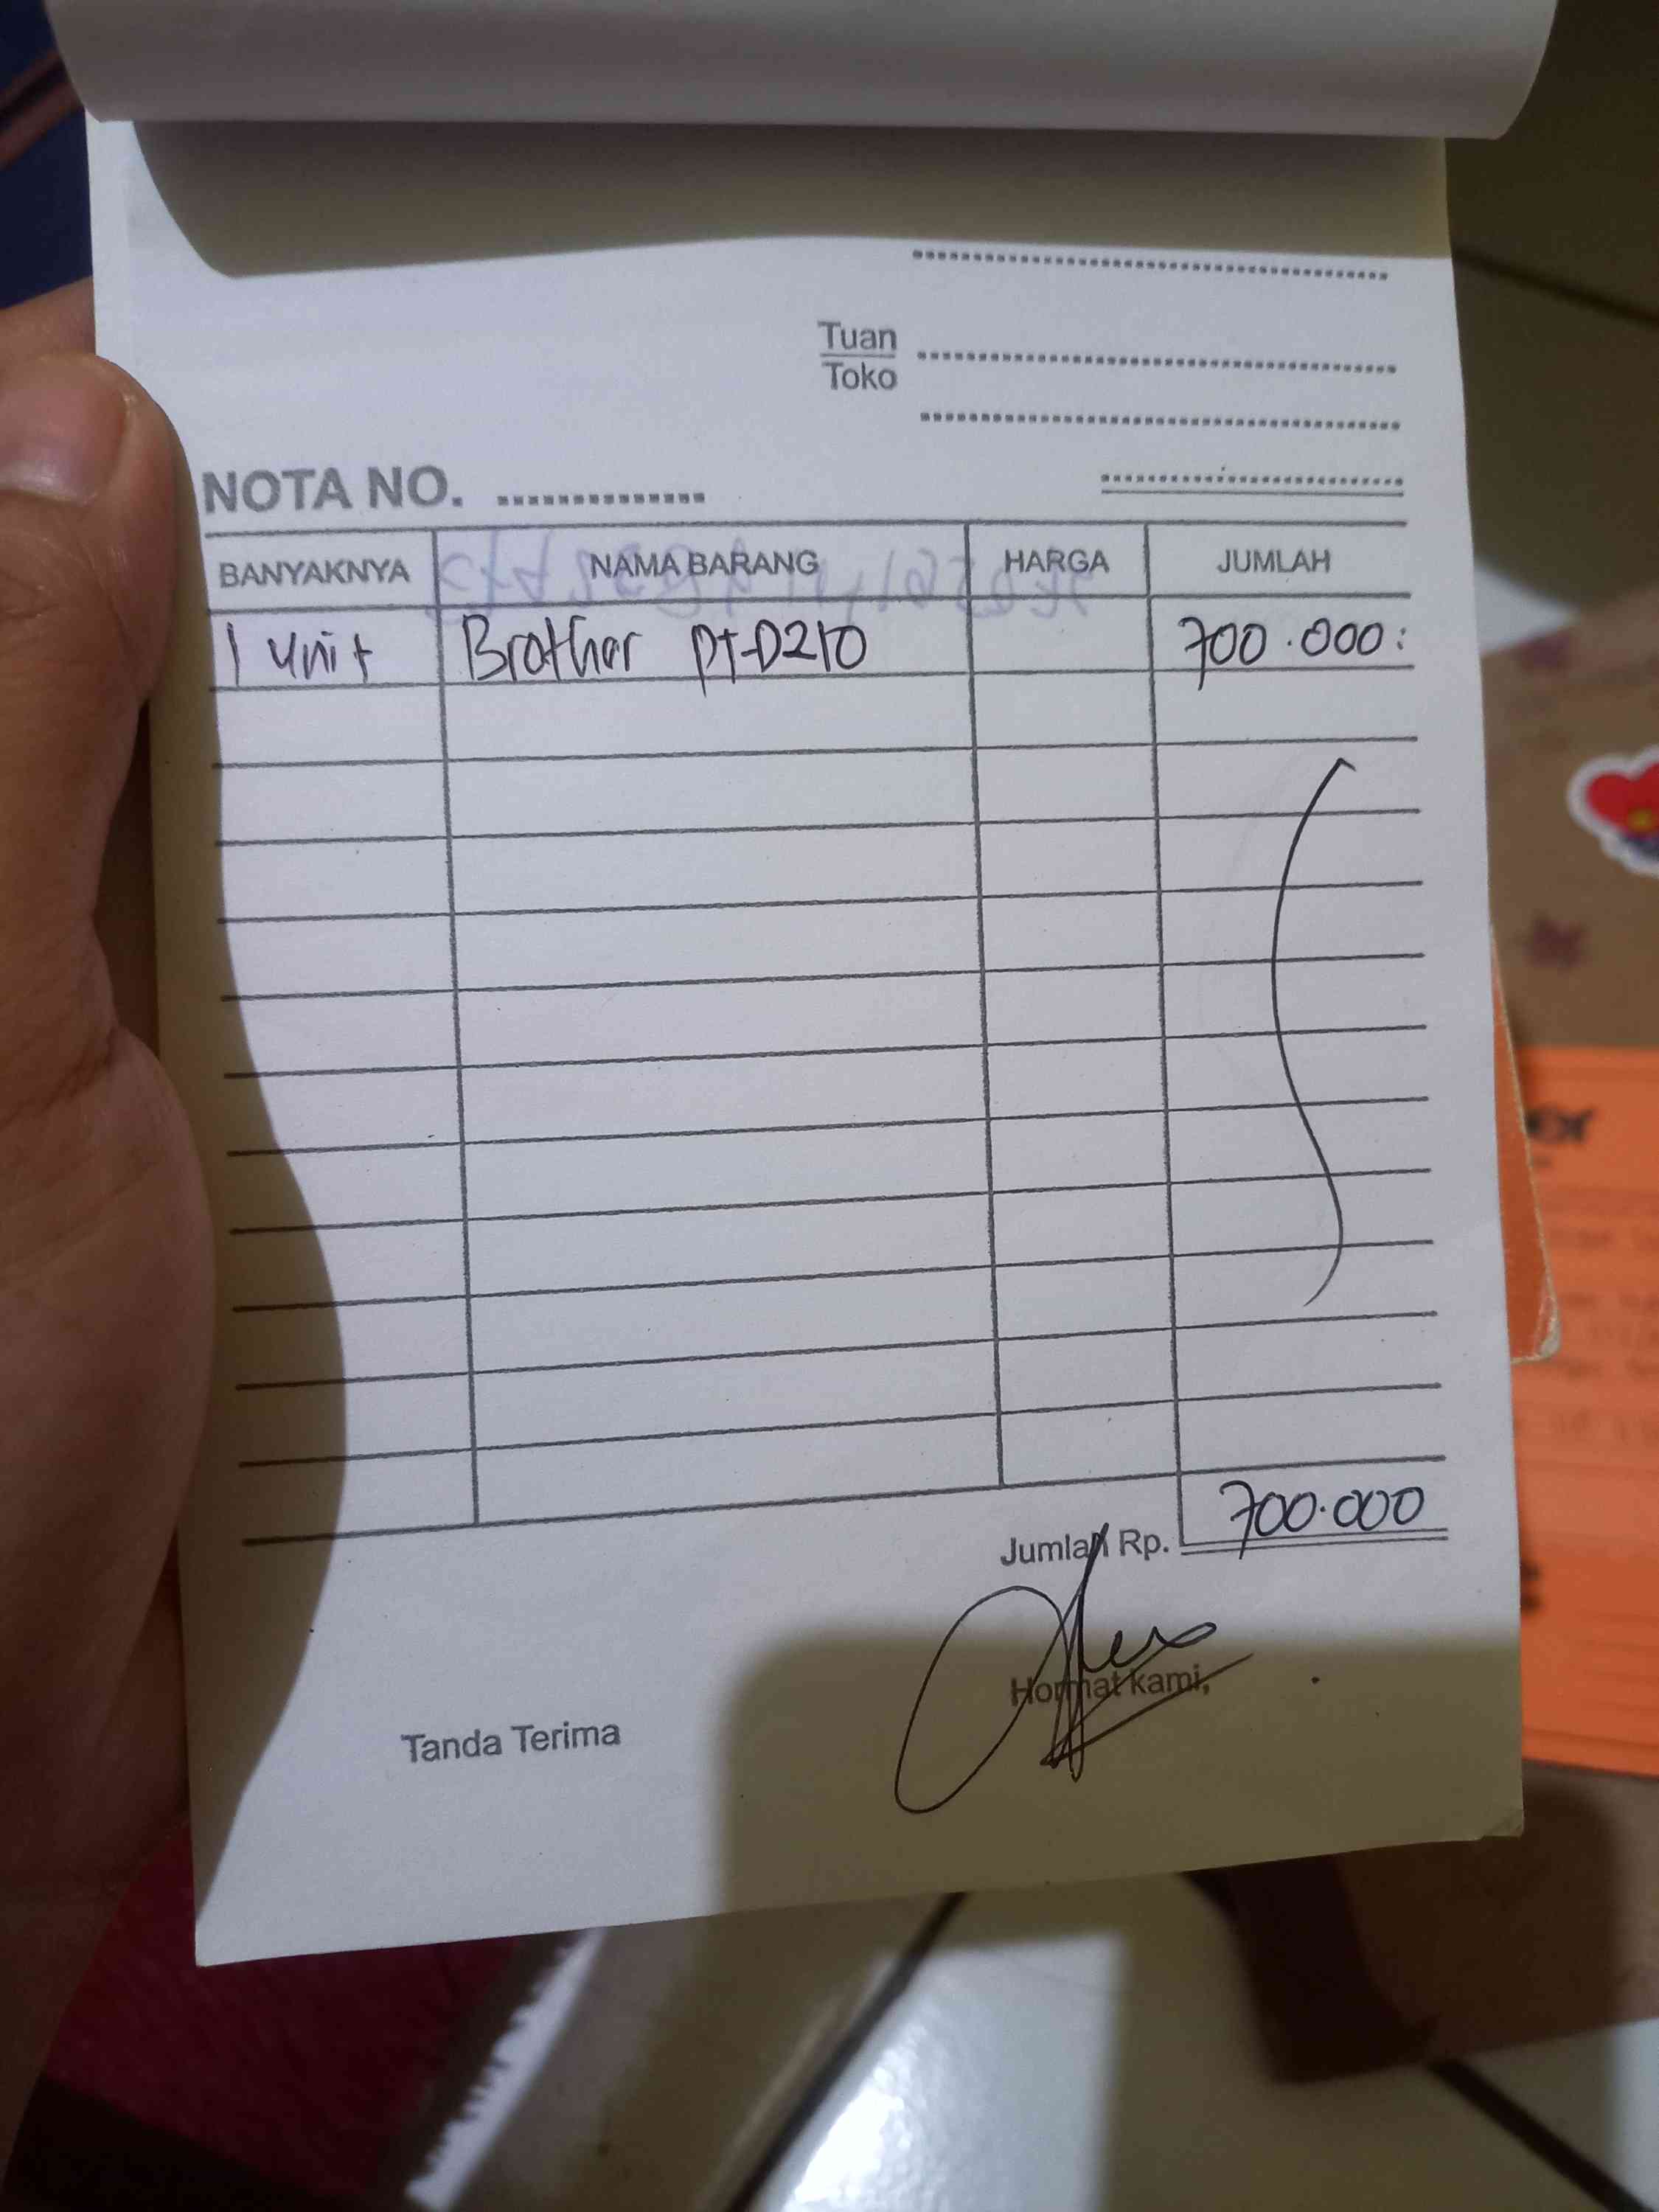 Tuan
Toko
NOTA NO.
BANYAKNYA NAMA BARANG HARGA JUMLAH
1 unit Brother PT-D210 700.000:
Jumlah Rp. 700.000
Hormat kami,
Tanda Terima
er